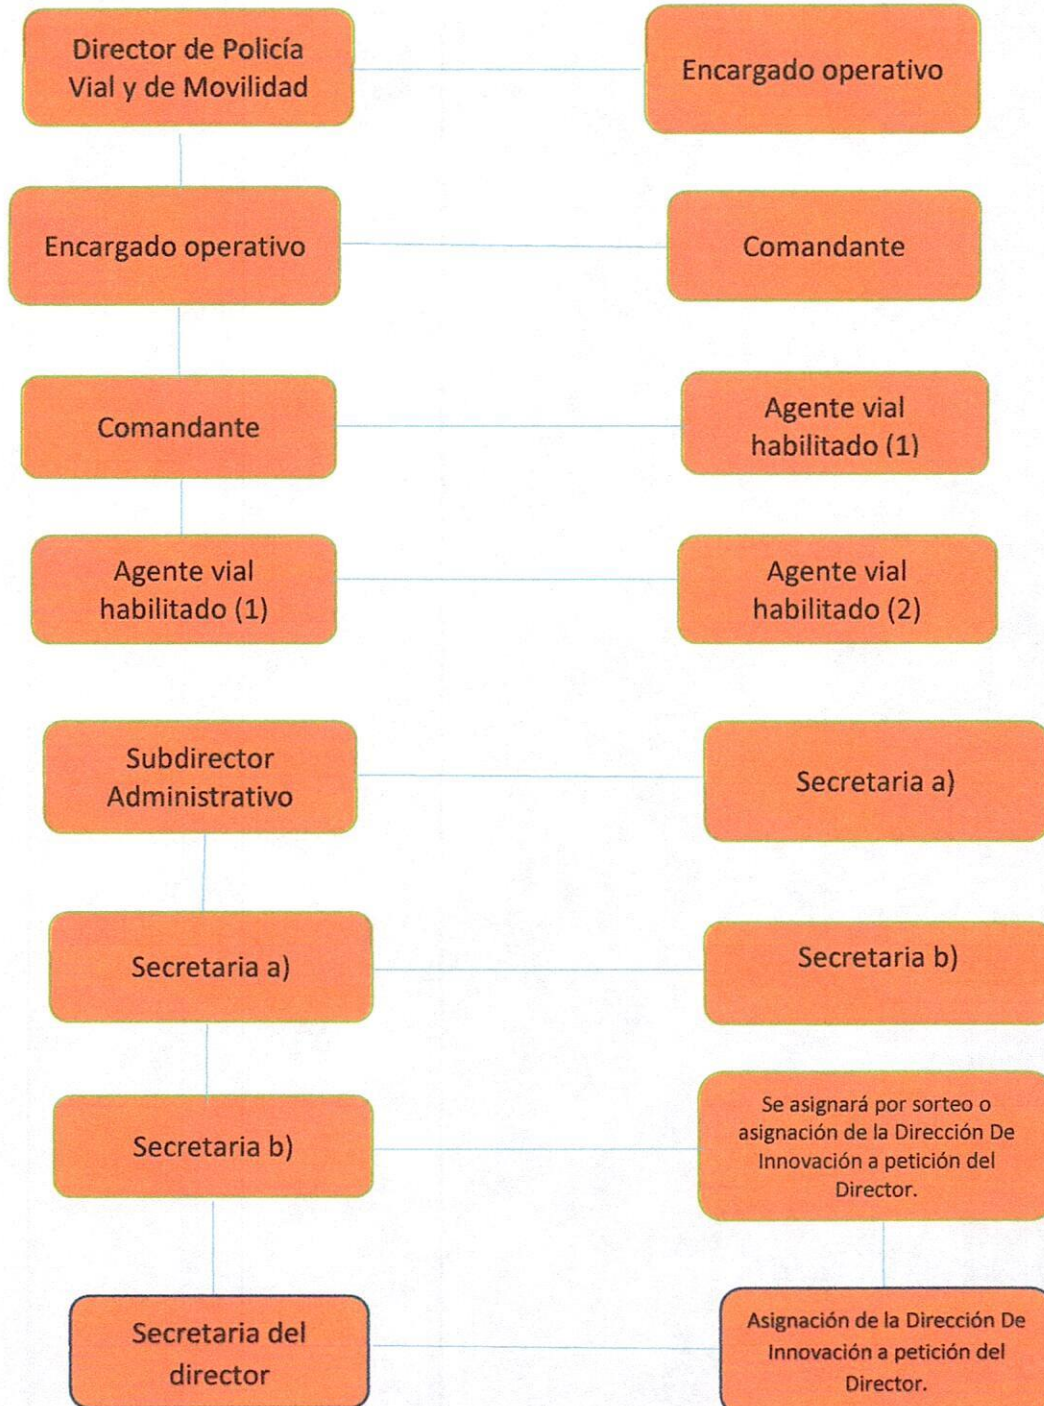 Director de Policía
Vial y de Movilidad
Encargado operativo
Encargado operativo
Comandante
Comandante
Agente vial
habilitado (1)
Agente vial
habilitado (1)
Agente vial
habilitado (2)
Subdirector
Administrativo
Secretaria a)
Secretaria a)
Secretaria b)
Secretaria b)
Se asignará por sorteo o
asignación de la Dirección De
Innovación a petición del
Director.
Secretaria del
director
Asignación de la Dirección De
Innovación a petición del
Director.